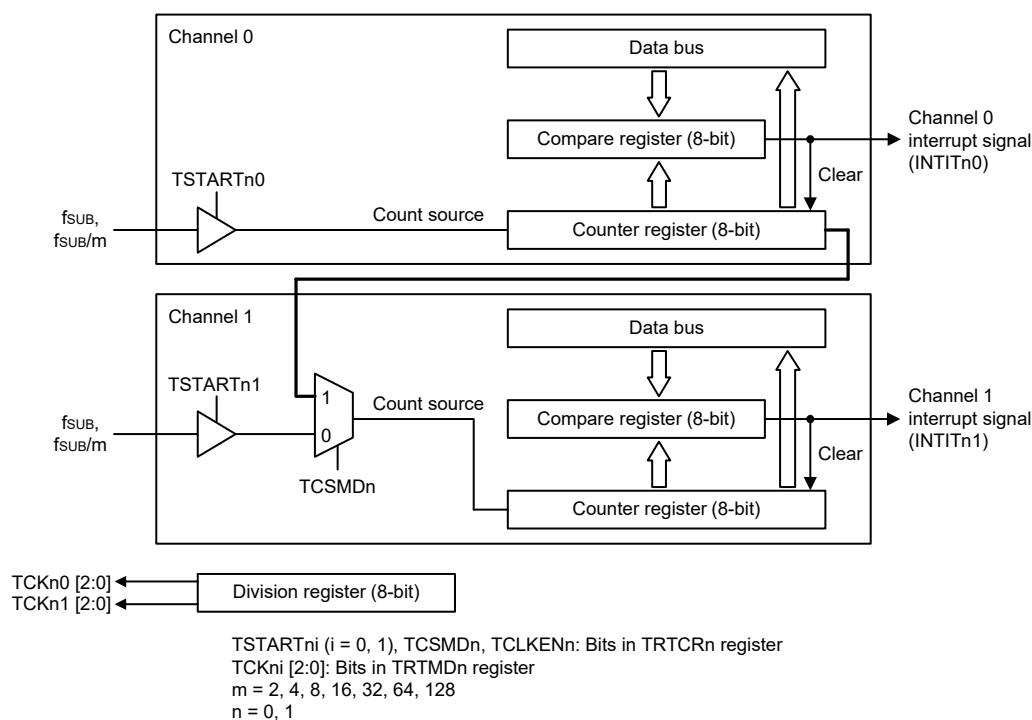 Channel 0
Data bus
Compare register (8-bit)
Channel 0
interrupt signal
(INTITn0)
Clear
TSTARTn0
fSUB,
fSUB/m
Count source
Counter register (8-bit)
Channel 1
Data bus
TSTARTn1
1
0
Count source
Compare register (8-bit)
Channel 1
interrupt signal
(INTITn1)
fSUB,
fSUB/m
Clear
TCSMDn
Counter register (8-bit)
TCKn0 [2:0]
TCKn1 [2:0]
Division register (8-bit)
TSTARTni (i = 0, 1), TCSMDn, TCLKENn: Bits in TRTCRn register
TCKni [2:0]: Bits in TRTMDn register
m = 2, 4, 8, 16, 32, 64, 128
n = 0, 1